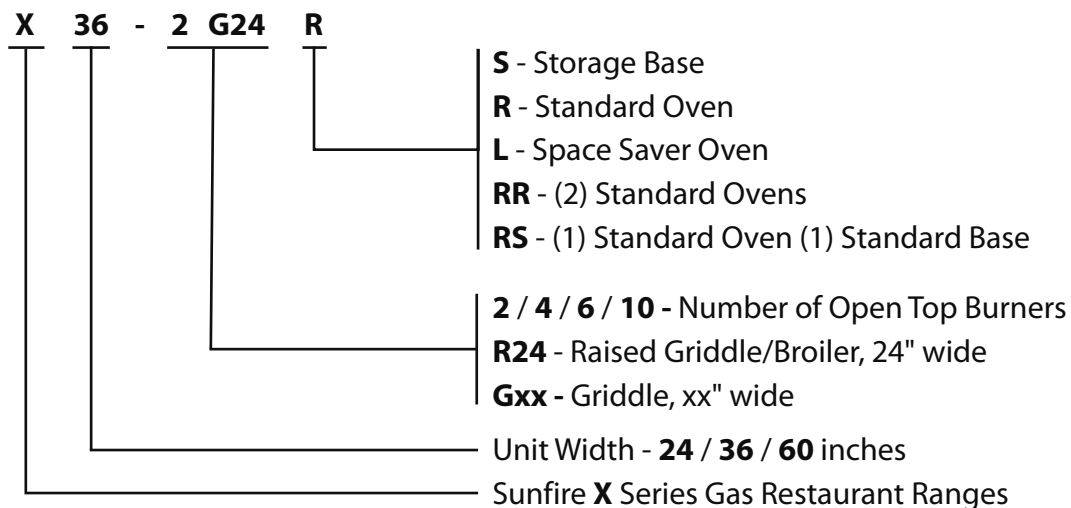 X 36 - 2 G24 R
S - Storage Base
R - Standard Oven
L - Space Saver Oven
RR - (2) Standard Ovens
RS - (1) Standard Oven (1) Standard Base
2 / 4 / 6 / 10 - Number of Open Top Burners
R24 - Raised Griddle/Broiler, 24" wide
Gxx - Griddle, xx" wide
Unit Width - 24 / 36 / 60 inches
Sunfire X Series Gas Restaurant Ranges